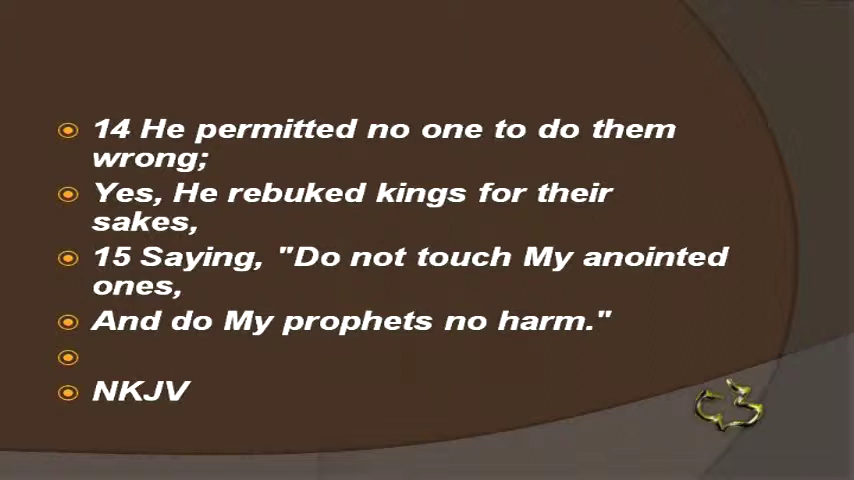 14 He permitted no one to do them
wrong;
Yes, He rebuked kings for their
sakes,
15 Saying, "Do not touch My anointed
ones,
And do My prophets no harm."
NKJV